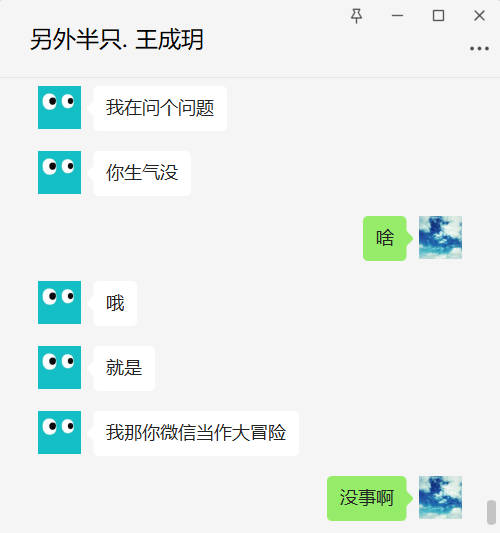 另外半只. 王成玥
我在问个问题
你生气没
啥
哦
就是
我那你微信当作大冒险
没事啊